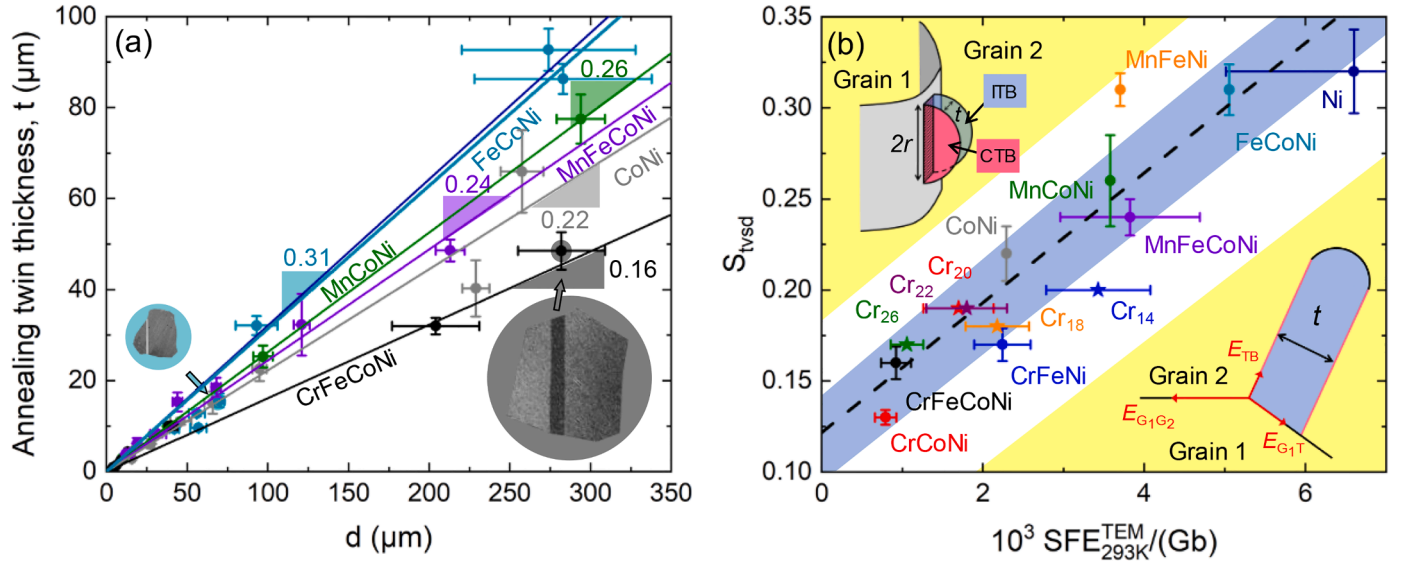 (a)
Annealing twin thickness, t (µm)
100
80
60
40
20
0
0.31
0.24
0.26
0.22
0.16
FeCoNi
MnCoNi
MnFeCoNi
CoNi
CrFeCoNi
0 50 100 150 200 250 300 350
d (µm)
(b)
S_tvsd
0.35
0.30
0.25
0.20
0.15
0.10
Grain 1
Grain 2
ITB
t
2r
CTB
MnFeNi
Ni
FeCoNi
MnCoNi
CoNi
MnFeCoNi
Cr₂₀
Cr₂₂
Cr₂₆
Cr₁₈
Cr₁₄
CrFeNi
CrFeCoNi
CrCoNi
t
E_TB
Grain 2
E_G₁G₂
E_G₁T
Grain 1
0 2 4 6
10³ SFE^TEM_293K/(Gb)